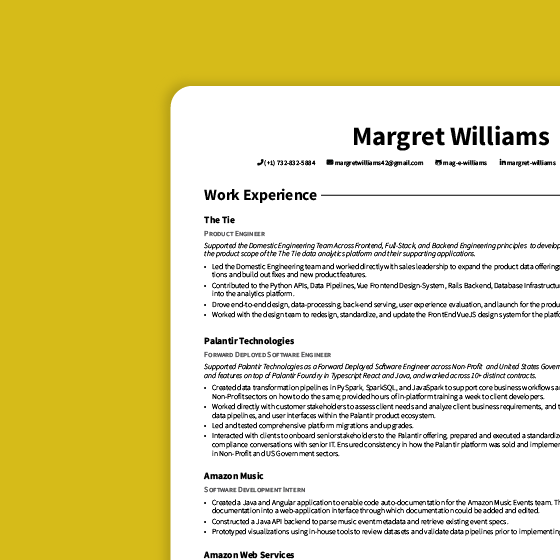 Margret Williams
(+1) 732-832-5884 margretwilliams42@gmail.com mag-e-williams margret-williams
Work Experience
The Tie
Product Engineer
Supported the Domestic Engineering Team Across Frontend, Full-Stack, and Backend Engineering principles to develop
the product scope of the The Tie data analytics platform and their supporting applications.
• Led the Domestic Engineering team and worked directly with sales leadership to expand the product data offerings
tions and build out fixes and new product features.
• Contributed to the Python APIs, Data Pipelines, Vue Frontend Design-System, Rails Backend, Database Infrastructu
into the analytics platform.
• Drove end-to-end design, data-processing, back-end serving, user experience evaluation, and launch for the produ
• Worked with the design team to redesign, standardize, and update the FrontEnd VueJS design system for the platfo
Palantir Technologies
Forward Deployed Software Engineer
Supported Palantir Technologies as a Forward Deployed Software Engineer across Non-Profit and United States Gover
and features on top of Palantir Foundry in Typescript React and Java, and worked across 10+ distinct contracts.
• Created data transformation pipelines in PySpark, SparkSQL, and JavaSpark to support core business workflows a
Non-Profit sectors on how to do the same; provided hours of in-platform training a week to client developers.
• Worked directly with customer stakeholders to assess client needs and analyze client business requirements, and t
data pipelines, and user interfaces within the Palantir product ecosystem.
• Led and tested comprehensive platform migrations and upgrades.
• Interacted with clients to onboard senior stakeholders to the Palantir offering, prepared and executed a standardiz
compliance conversations with senior IT. Ensured consistency in how the Palantir platform was sold and implemen
in Non- Profit and US Government sectors.
Amazon Music
Software Development Intern
• Created a Java and Angular application to enable code auto-documentation for the Amazon Music Events team. Th
documentation into a web-application interface through which documentation could be added and edited.
• Constructed a Java API backend to parse music event metadata and retrieve existing event specs.
• Prototyped visualizations using in-house tools to review datasets and validate data pipelines prior to implementing
Amazon Web Services